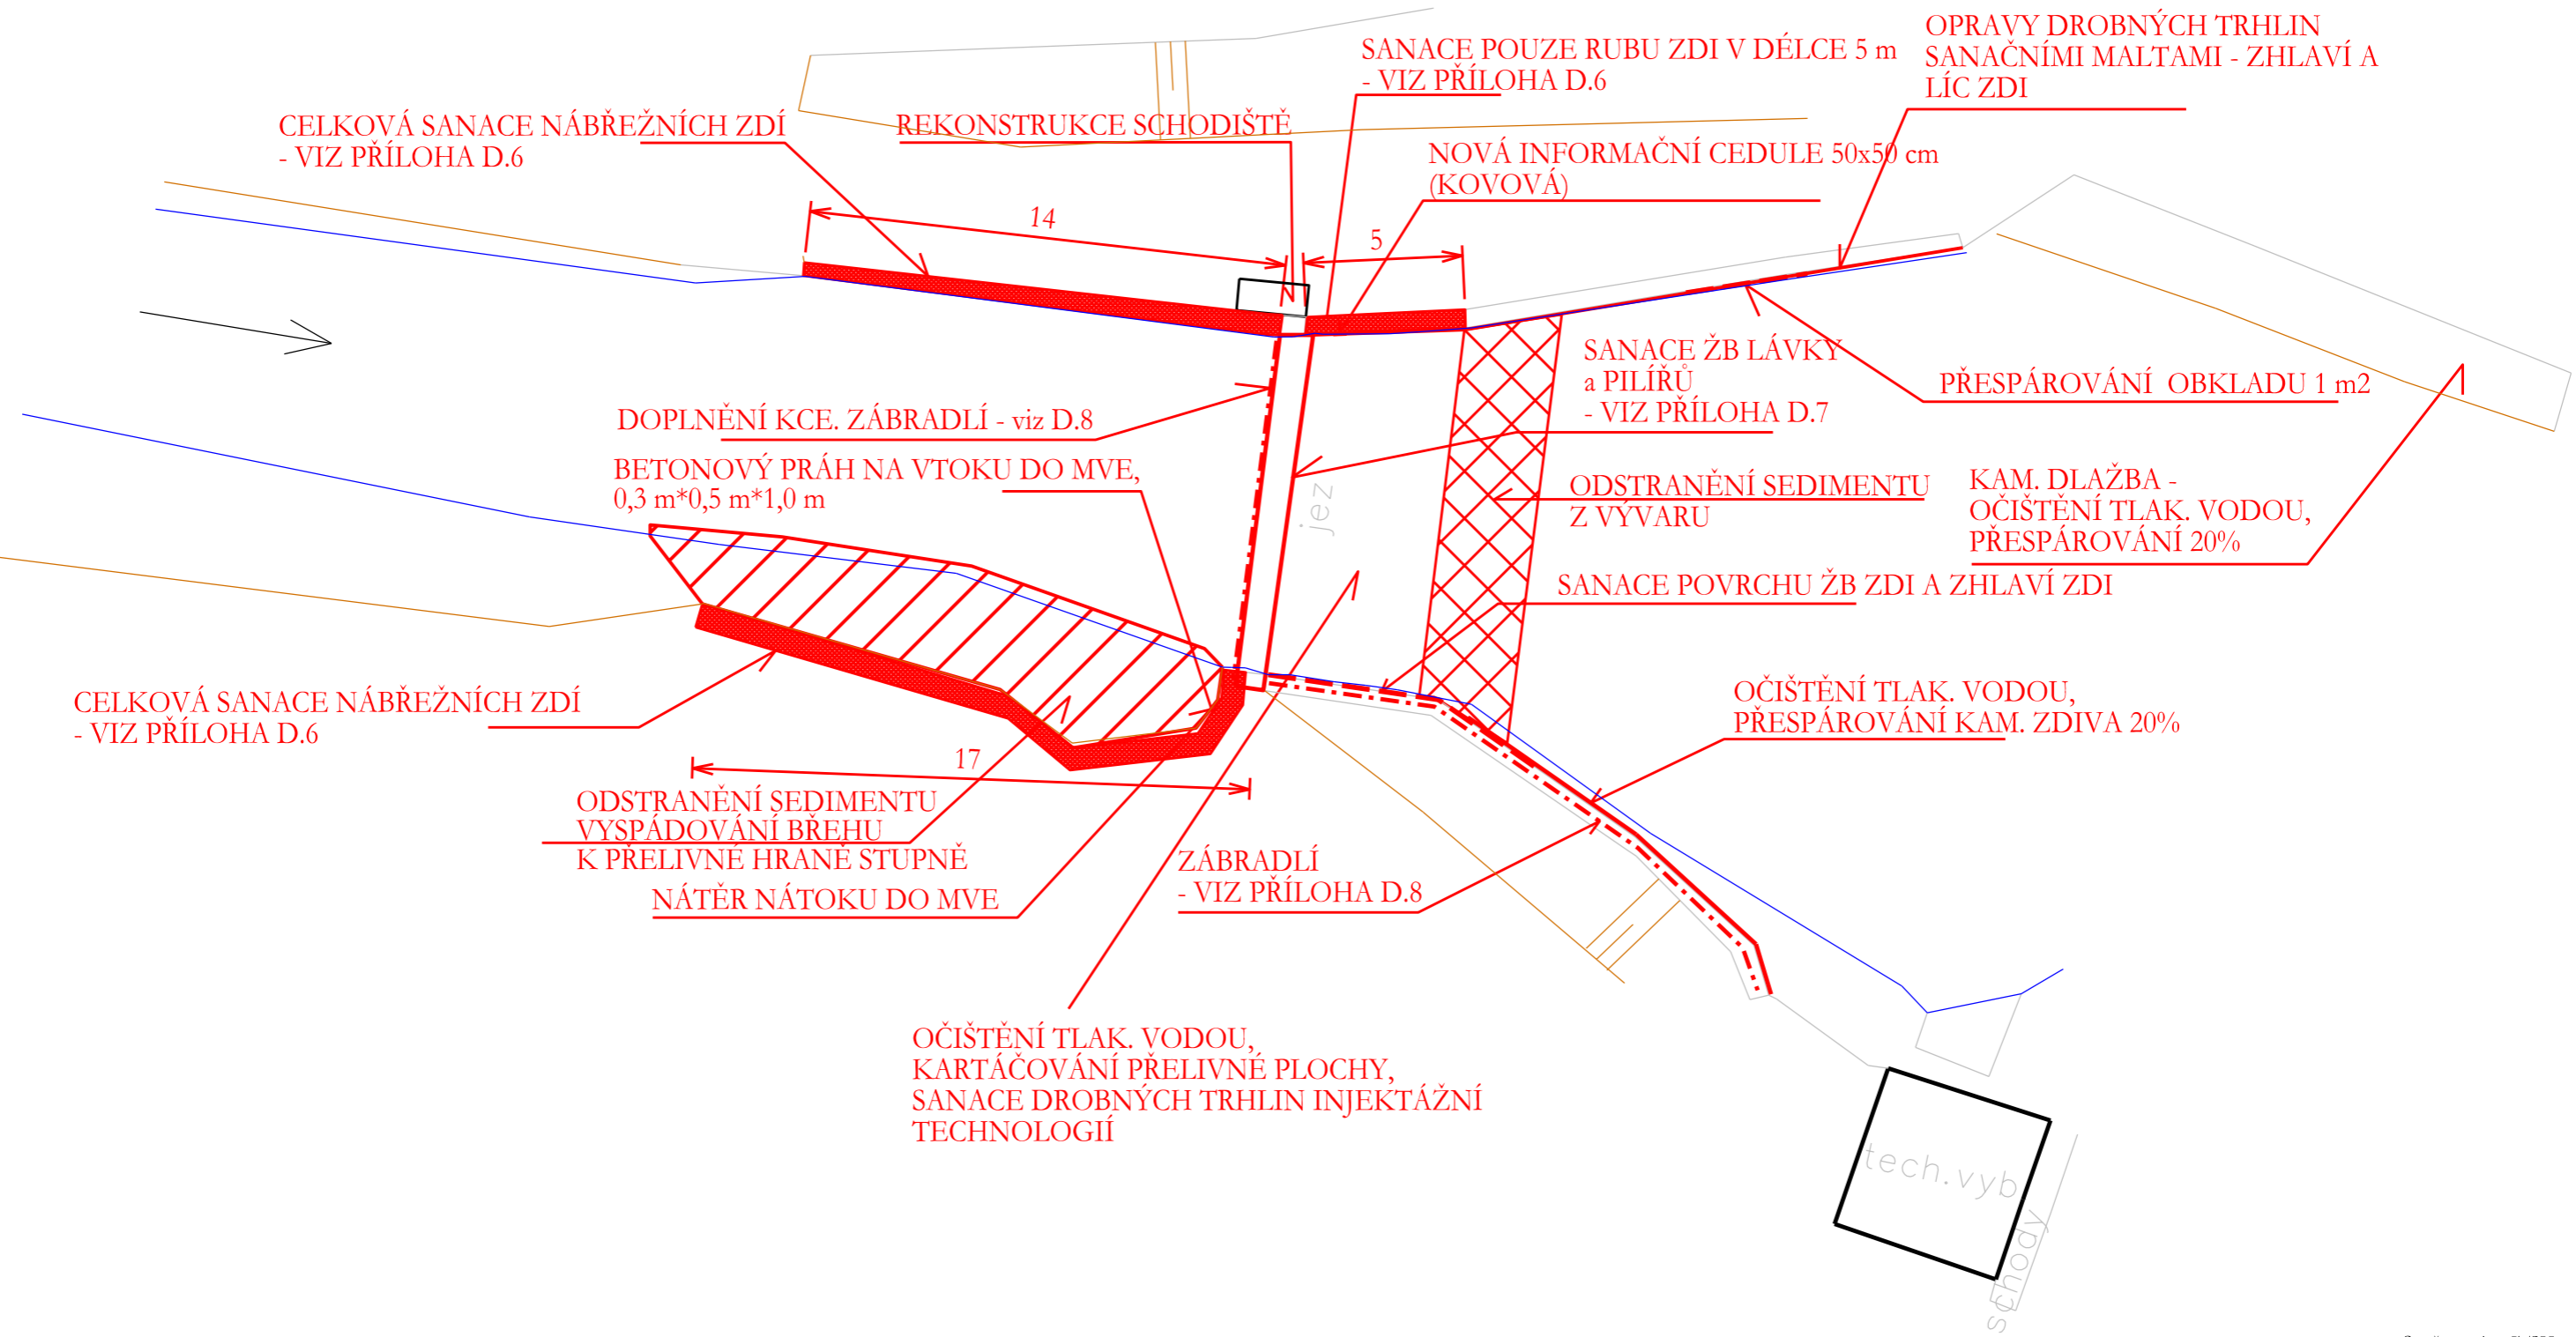 OPRAVY DROBNÝCH TRHLIN
SANAČNÍMI MALTAMI - ZHLAVÍ A
LÍC ZDI
SANACE POUZE RUBU ZDI V DÉLCE 5 m
- VIZ PŘÍLOHA D.6
CELKOVÁ SANACE NÁBŘEŽNÍCH ZDÍ
- VIZ PŘÍLOHA D.6
REKONSTRUKCE SCHODIŠTĚ
NOVÁ INFORMAČNÍ CEDULE 50x50 cm
(KOVOVÁ)
14
5
SANACE ŽB LÁVKY
a PILÍŘŮ
- VIZ PŘÍLOHA D.7
PŘESPÁROVÁNÍ OBKLADU 1 m2
DOPLNĚNÍ KCE. ZÁBRADLÍ - viz D.8
BETONOVÝ PRÁH NA VTOKU DO MVE,
0,3 m*0,5 m*1,0 m
jez
ODSTRANĚNÍ SEDIMENTU
Z VÝVARU
KAM. DLAŽBA -
OČIŠTĚNÍ TLAK. VODOU,
PŘESPÁROVÁNÍ 20%
SANACE POVRCHU ŽB ZDI A ZHLAVÍ ZDI
CELKOVÁ SANACE NÁBŘEŽNÍCH ZDÍ
- VIZ PŘÍLOHA D.6
OČIŠTĚNÍ TLAK. VODOU,
PŘESPÁROVÁNÍ KAM. ZDIVA 20%
17
ODSTRANĚNÍ SEDIMENTU
VYSPÁDOVÁNÍ BŘEHU
K PŘELIVNÉ HRANĚ STUPNĚ
NÁTĚR NÁTOKU DO MVE
ZÁBRADLÍ
- VIZ PŘÍLOHA D.8
OČIŠTĚNÍ TLAK. VODOU,
KARTÁČOVÁNÍ PŘELIVNÉ PLOCHY,
SANACE DROBNÝCH TRHLIN INJEKTÁŽNÍ
TECHNOLOGIÍ
tech.vyb
schody